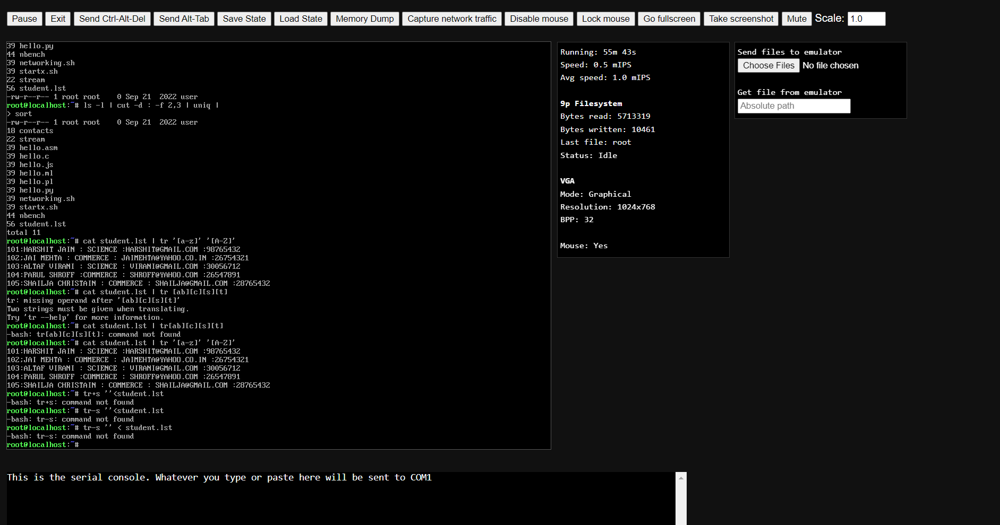 Pause Exit Send Ctrl-Alt-Del Send Alt-Tab Save State Load State Memory Dump Capture network traffic Disable mouse Lock mouse Go fullscreen Take screenshot Mute Scale: 1.0
39 hello.py
44 nbench
39 networking.sh
39 startx.sh
22 stream
56 student.lst
-rw-r--r-- 1 root root    0 Sep 21  2022 user
root@localhost:~# ls -l | cut -d : -f 2,3 | uniq |
> sort
-rw-r--r-- 1 root root    0 Sep 21  2022 user
18 contacts
22 stream
39 hello.asm
39 hello.c
39 hello.js
39 hello.ml
39 hello.pl
39 hello.py
39 networking.sh
39 startx.sh
44 nbench
56 student.lst
total 11
root@localhost:~# cat student.lst | tr '[a-z]' '[A-Z]'
101:HARSHIT JAIN : SCIENCE :HARSHIT@GMAIL.COM :98765432
102;JAI MEHTA : COMMERCE : JAIMEHTA@YAHOO.CO.IN :26754321
103:ALTAF VIRANI : SCIENCE : VIRANI@GMAIL.COM :30056712
104:PARUL SHROFF :COMMERCE : SHROFF@YAHOO.COM :26547891
105:SHAILJA CHRISTAIN : COMMERCE : SHAILJA@GMAIL.COM :28765432
root@localhost:~# cat student.lst | tr [ab][c][s][t]
tr: missing operand after '[ab][c][s][t]'
Two strings must be given when translating.
Try 'tr --help' for more information.
root@localhost:~# cat student.lst | tr[ab][c][s][t]
-bash: tr[ab][c][s][t]: command not found
root@localhost:~# cat student.lst | tr '[a-z]' '[A-Z]'
101:HARSHIT JAIN : SCIENCE :HARSHIT@GMAIL.COM :98765432
102;JAI MEHTA : COMMERCE : JAIMEHTA@YAHOO.CO.IN :26754321
103:ALTAF VIRANI : SCIENCE : VIRANI@GMAIL.COM :30056712
104:PARUL SHROFF :COMMERCE : SHROFF@YAHOO.COM :26547891
105:SHAILJA CHRISTAIN : COMMERCE : SHAILJA@GMAIL.COM :28765432
root@localhost:~# tr+s ''<student.lst
-bash: tr+s: command not found
root@localhost:~# tr-s ''<student.lst
-bash: tr-s: command not found
root@localhost:~# tr-s '' < student.lst
-bash: tr-s: command not found
root@localhost:~#
Running: 55m 43s
Speed: 0.5 mIPS
Avg speed: 1.0 mIPS
9p Filesystem
Bytes read: 5713319
Bytes written: 10461
Last file: root
Status: Idle
VGA
Mode: Graphical
Resolution: 1024x768
BPP: 32
Mouse: Yes
Send files to emulator
Choose Files No file chosen
Get file from emulator
Absolute path
This is the serial console. Whatever you type or paste here will be sent to COM1